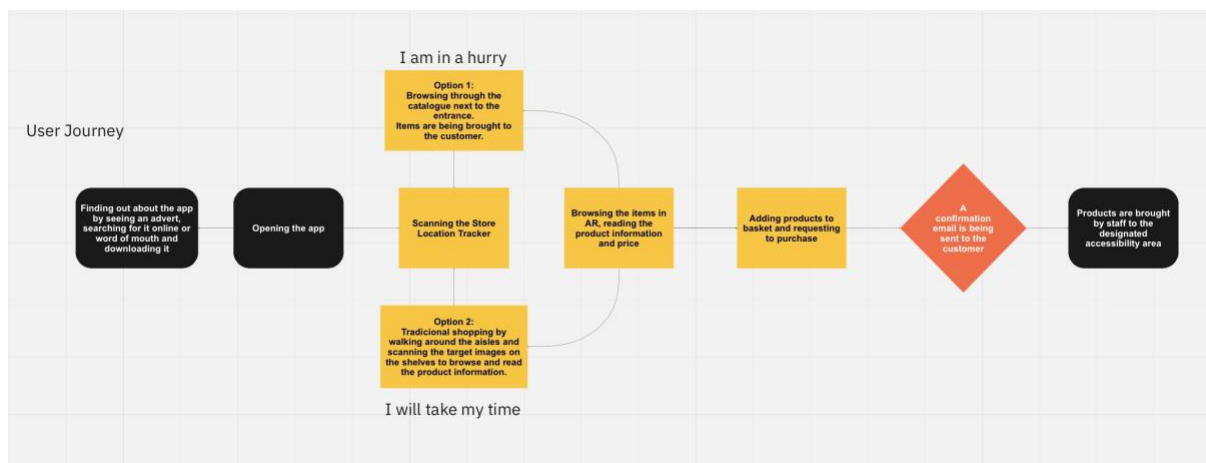 I am in a hurry
Option 1:
Browsing through the
catalogue next to the
entrance.
Items are being brought to
the customer.
User Journey
Finding out about the app
by seeing an advert,
searching for it online or
word of mouth and
downloading it
Opening the app
Scanning the Store
Location Tracker
Browsing the items in
AR, reading the
product information
and price
Adding products to
basket and requesting
to purchase
A
confirmation
email is being
sent to the
customer
Products are brought
by staff to the
designated
accessibility area
Option 2:
Tradicional shopping by
walking around the aisles and
scanning the target images on
the shelves to browse and read
the product information.
I will take my time